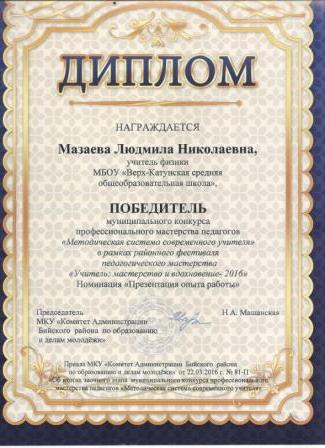 ДИПЛОМ
НАГРАЖДАЕТСЯ
Мазаева Людмила Николаевна,
учитель физики
МБОУ «Верх-Катунская средняя
общеобразовательная школа»,
ПОБЕДИТЕЛЬ
муниципального конкурса
профессионального мастерства педагогов
«Методическая система современного учителя»
в рамках районного фестиваля
педагогического мастерства
«Учитель: мастерство и вдохновение- 2016»
Номинация «Презентация опыта работы»
Председатель Н.А. Мащанская
МКУ «Комитет Администрации
Бийского района по образованию
и делам молодёжи»
Приказ МКУ «Комитет Администрации Бийского района
по образованию и делам молодёжи» от 22.03.2016 г. № 81-П
«Об итогах заочного этапа муниципального конкурса профессионального
мастерства педагогов «Методическая система современного учителя»